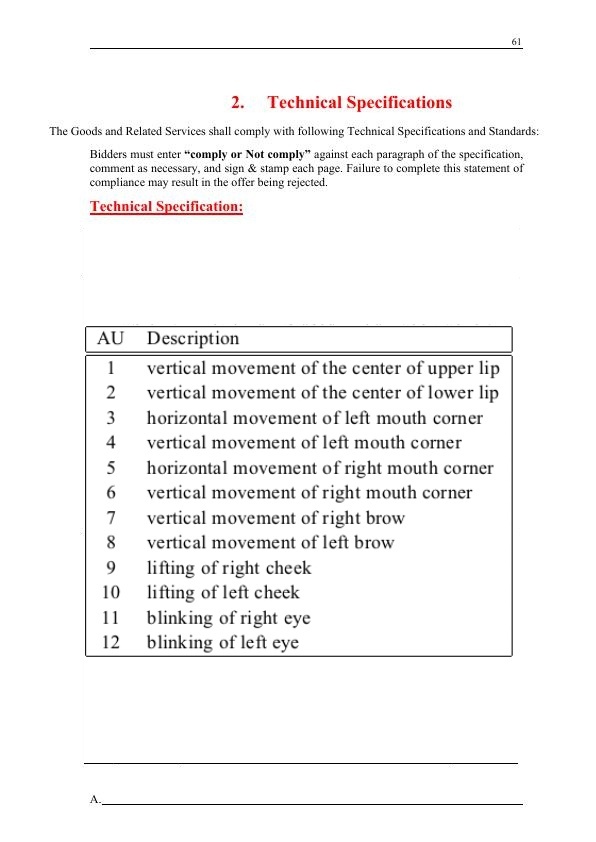 61
2. Technical Specifications
The Goods and Related Services shall comply with following Technical Specifications and Standards:
Bidders must enter “comply or Not comply” against each paragraph of the specification,
comment as necessary, and sign & stamp each page. Failure to complete this statement of
compliance may result in the offer being rejected.
Technical Specification:
AU Description
1 vertical movement of the center of upper lip
2 vertical movement of the center of lower lip
3 horizontal movement of left mouth corner
4 vertical movement of left mouth corner
5 horizontal movement of right mouth corner
6 vertical movement of right mouth corner
7 vertical movement of right brow
8 vertical movement of left brow
9 lifting of right cheek
10 lifting of left cheek
11 blinking of right eye
12 blinking of left eye
A.